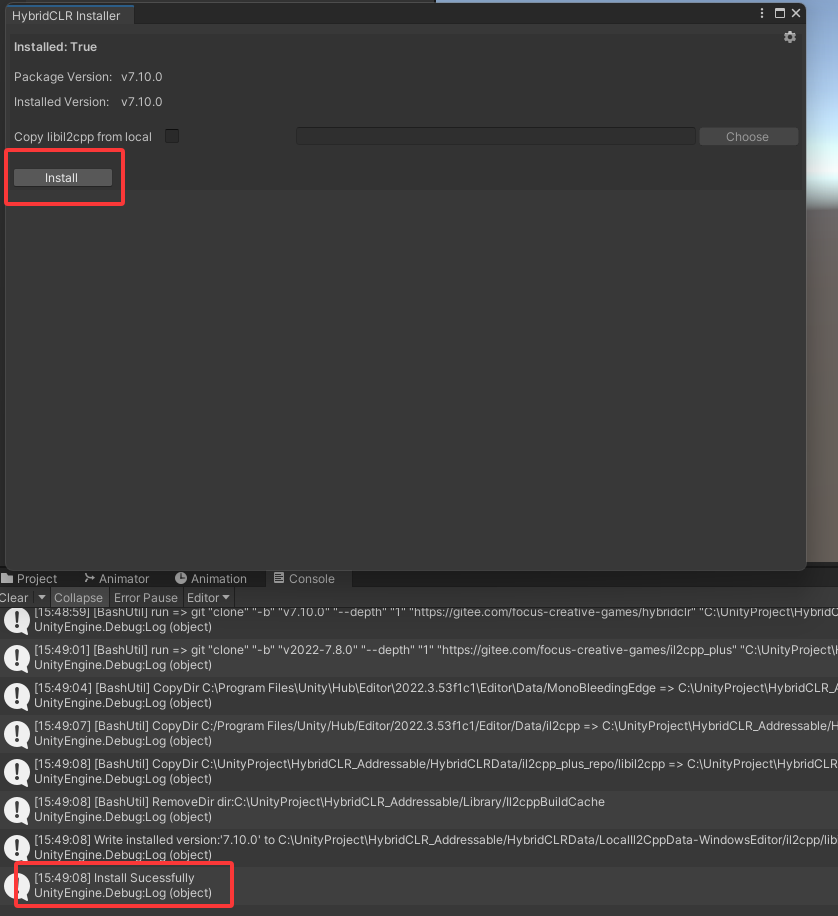 HybridCLR Installer
Installed: True
Package Version: v7.10.0
Installed Version: v7.10.0
Copy libil2cpp from local
Choose
Install
Project Animator Animation Console
Clear Collapse Error Pause Editor
[15:48:59] [BashUtil] run => git "clone" "-b" "v7.10.0" "--depth" "1" "https://gitee.com/focus-creative-games/hybridclr" "C:\UnityProject\HybridC
UnityEngine.Debug:Log (object)
[15:49:01] [BashUtil] run => git "clone" "-b" "v2022-7.8.0" "--depth" "1" "https://gitee.com/focus-creative-games/il2cpp_plus" "C:\UnityProject\
UnityEngine.Debug:Log (object)
[15:49:04] [BashUtil] CopyDir C:\Program Files\Unity\Hub\Editor\2022.3.53f1c1\Editor\Data/MonoBleedingEdge => C:\UnityProject\HybridCLR_A
UnityEngine.Debug:Log (object)
[15:49:07] [BashUtil] CopyDir C:/Program Files/Unity/Hub/Editor/2022.3.53f1c1/Editor/Data/il2cpp => C:\UnityProject\HybridCLR_Addressable/H
UnityEngine.Debug:Log (object)
[15:49:08] [BashUtil] CopyDir C:\UnityProject\HybridCLR_Addressable/HybridCLRData/il2cpp_plus_repo/libil2cpp => C:\UnityProject\HybridCLR
UnityEngine.Debug:Log (object)
[15:49:08] [BashUtil] RemoveDir dir:C:\UnityProject\HybridCLR_Addressable/Library/Il2cppBuildCache
UnityEngine.Debug:Log (object)
[15:49:08] Write installed version:'7.10.0' to C:\UnityProject\HybridCLR_Addressable/HybridCLRData/LocalIl2CppData-WindowsEditor/il2cpp/lib
UnityEngine.Debug:Log (object)
[15:49:08] Install Sucessfully
UnityEngine.Debug:Log (object)